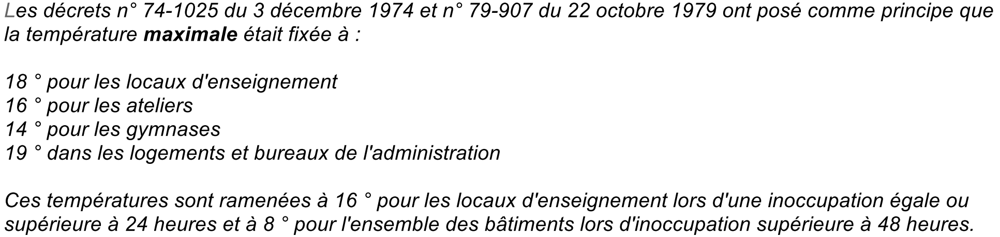 Les décrets n° 74-1025 du 3 décembre 1974 et n° 79-907 du 22 octobre 1979 ont posé comme principe que
la température maximale était fixée à :
18 ° pour les locaux d'enseignement
16 ° pour les ateliers
14 ° pour les gymnases
19 ° dans les logements et bureaux de l'administration
Ces températures sont ramenées à 16 ° pour les locaux d'enseignement lors d'une inoccupation égale ou
supérieure à 24 heures et à 8 ° pour l'ensemble des bâtiments lors d'inoccupation supérieure à 48 heures.